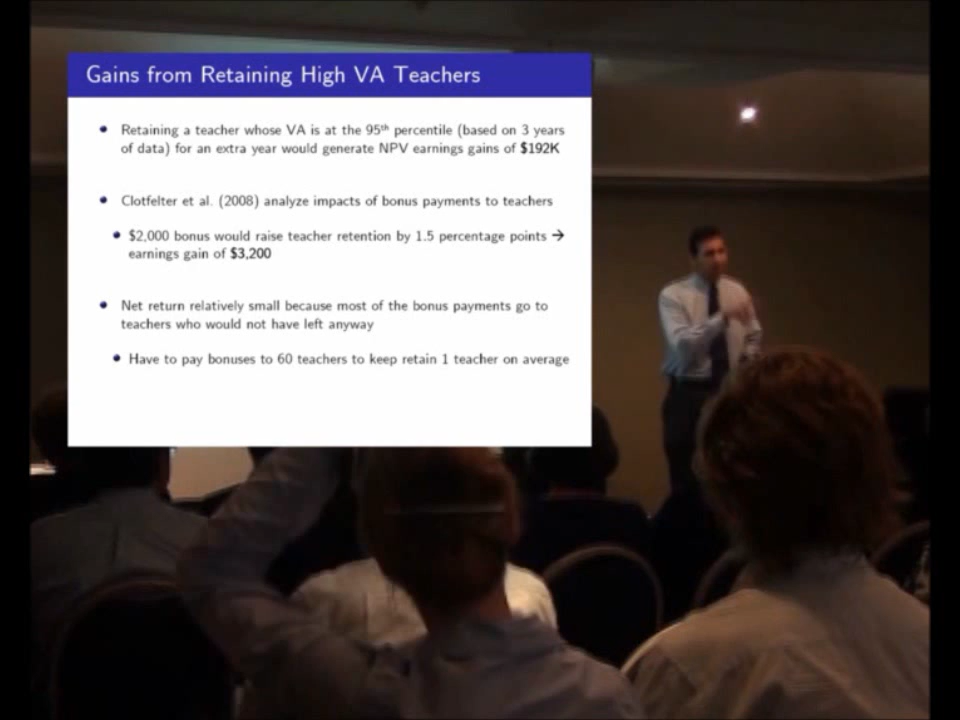 Gains from Retaining High VA Teachers
• Retaining a teacher whose VA is at the 95th percentile (based on 3 years
of data) for an extra year would generate NPV earnings gains of $192K
• Clotfelter et al. (2008) analyze impacts of bonus payments to teachers
• $2,000 bonus would raise teacher retention by 1.5 percentage points →
earnings gain of $3,200
• Net return relatively small because most of the bonus payments go to
teachers who would not have left anyway
• Have to pay bonuses to 60 teachers to keep retain 1 teacher on average